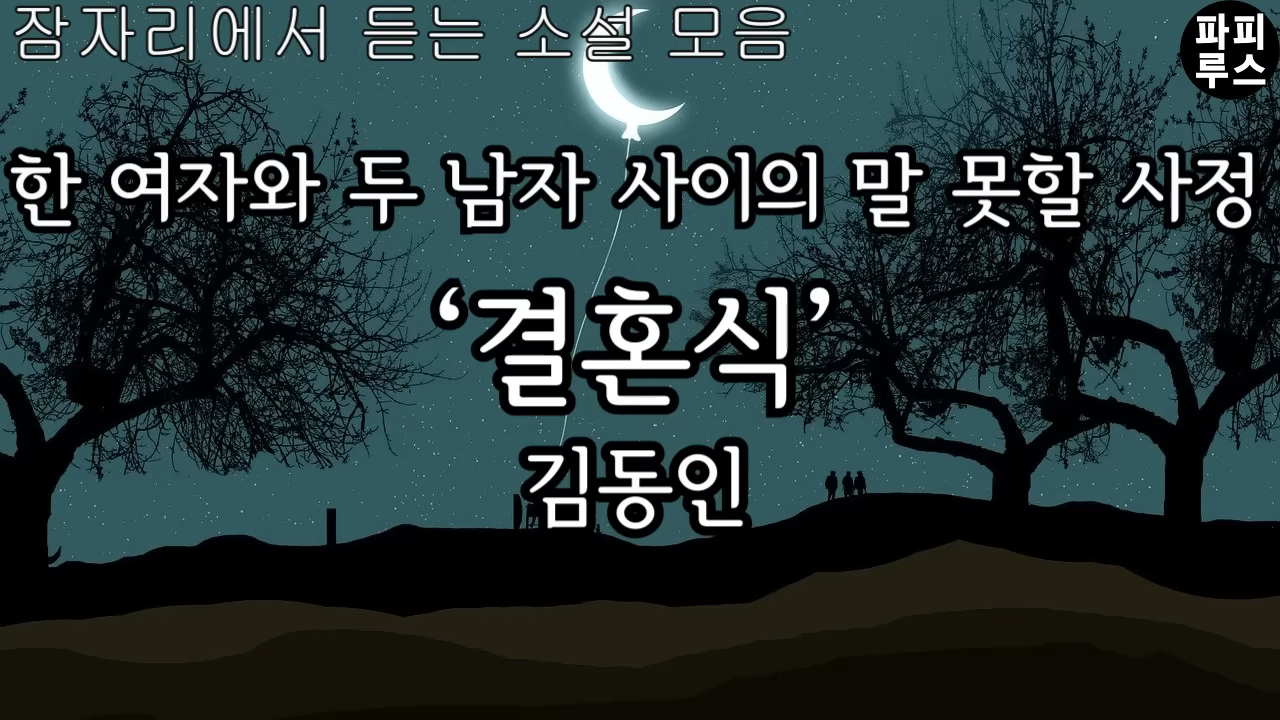 잠자리에서 듣는 소설 모음
파피
루스
한 여자와 두 남자 사이의 말 못할 사정
‘결혼식’
김동인